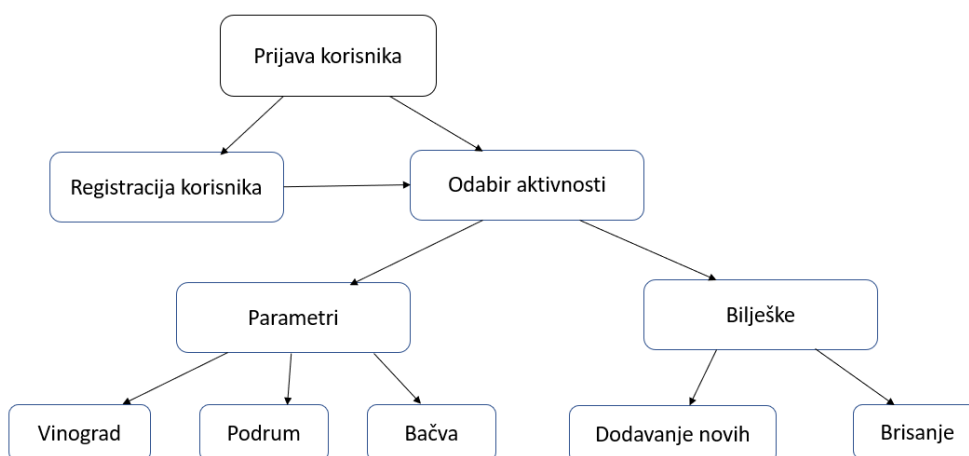 Prijava korisnika
Registracija korisnika
Odabir aktivnosti
Parametri
Bilješke
Vinograd
Podrum
Bačva
Dodavanje novih
Brisanje